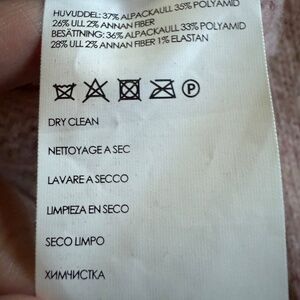 HUVUDDEL: 37% ALPACKAULL 35% POLYAMID
26% ULL 2% ANNAN FIBER
BESÄTTNING: 36% ALPACKAULL 33% POLYAMID
28% ULL 2% ANNAN FIBER 1% ELASTAN
P
DRY CLEAN
NETTOYAGE A SEC
LAVARE A SECCO
LIMPIEZA EN SECO
SECO LIMPO
ХИМЧИСТКА